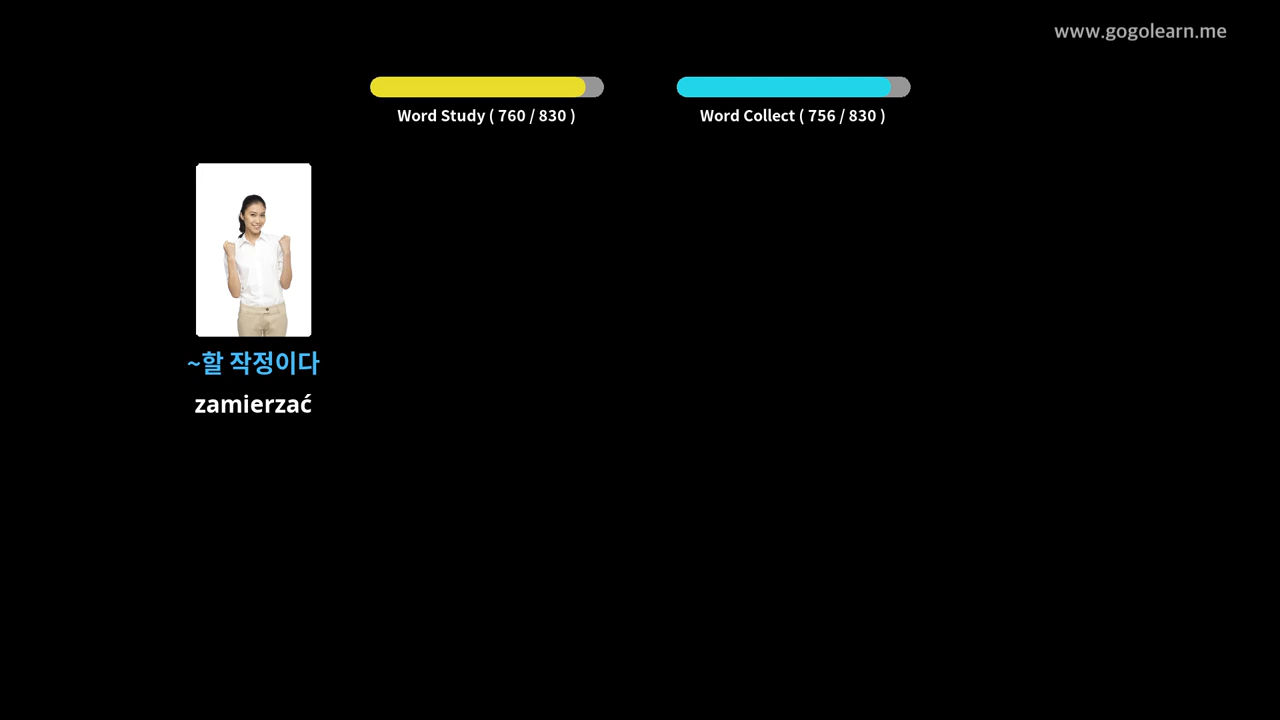 www.gogolearn.me
Word Study ( 760 / 830 )
Word Collect ( 756 / 830 )
~할 작정이다
zamierzać